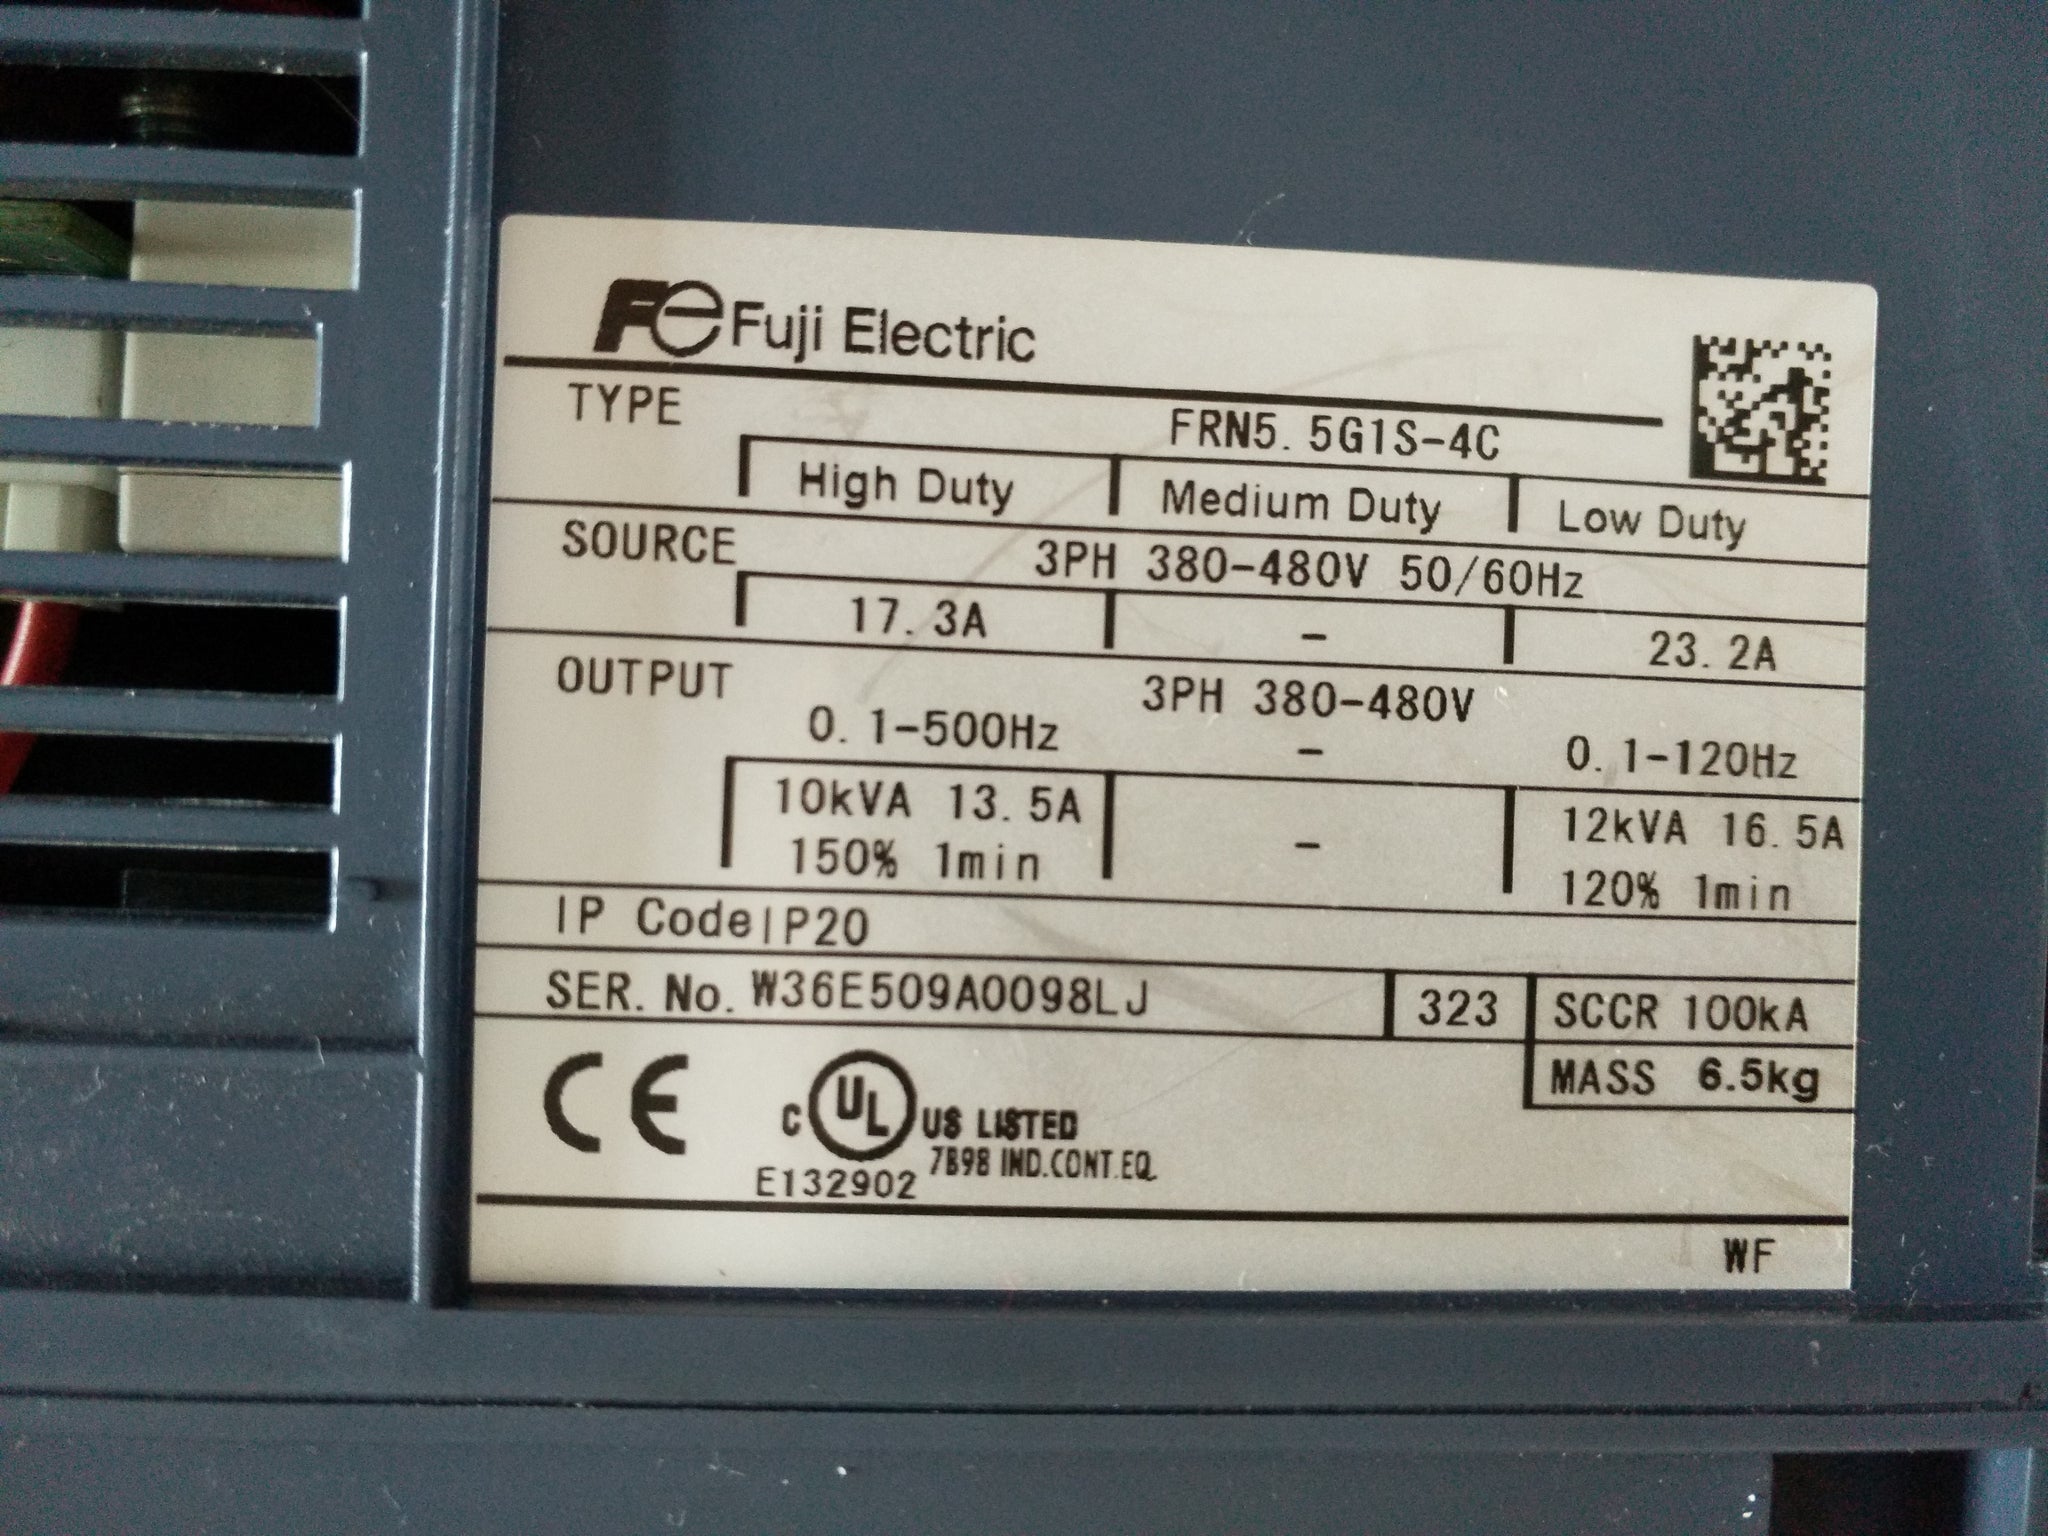 Fe Fuji Electric
TYPE FRN5.5G1S-4C
High Duty Medium Duty Low Duty
SOURCE 3PH 380-480V 50/60Hz
17.3A - 23.2A
OUTPUT 3PH 380-480V
0.1-500Hz - 0.1-120Hz
10kVA 13.5A - 12kVA 16.5A
150% 1min 120% 1min
IP Code IP20
SER. No. W36E509A0098LJ 323 SCCR 100kA
MASS 6.5kg
CE C UL US LISTED
7B98 IND.CONT.EQ.
E132902
WF